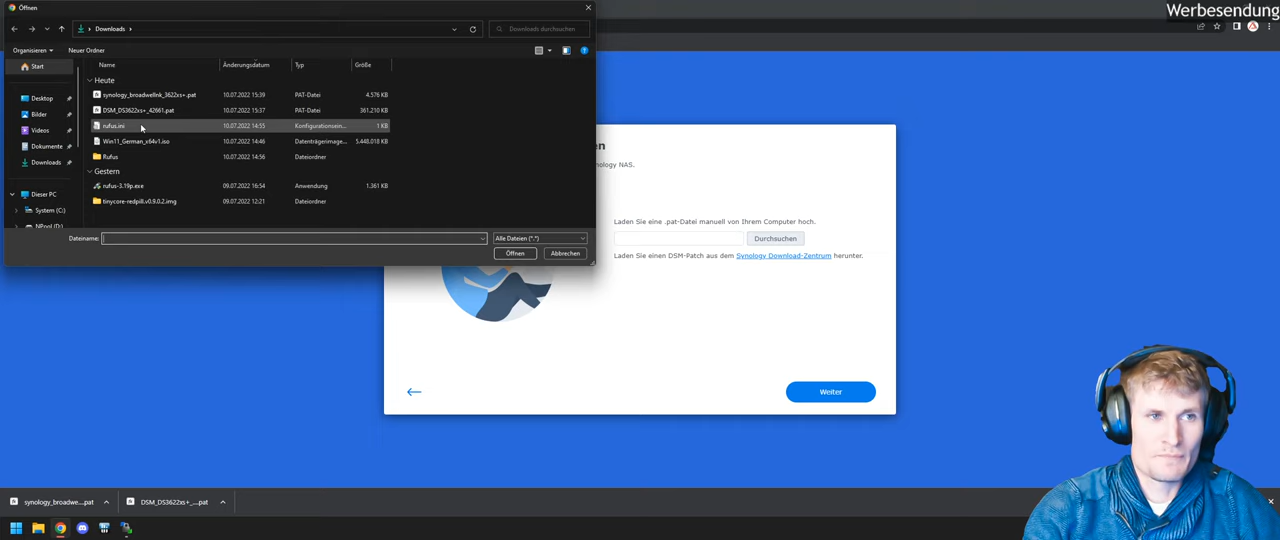 Öffnen
Werbesendung
Downloads
Downloads durchsuchen
Organisieren
Neuer Ordner
Start
Name
Änderungsdatum
Typ
Größe
Heute
synology_broadwellnk_3622xs+.pat
10.07.2022 15:39
PAT-Datei
4.576 KB
Desktop
DSM_DS3622xs+_42661.pat
10.07.2022 15:37
PAT-Datei
361.210 KB
Bilder
rufus.ini
10.07.2022 14:55
Konfigurationsein...
1 KB
Videos
Win11_German_x64v1.iso
10.07.2022 14:46
Datenträgerimage...
5.448.018 KB
Dokumente
Rufus
10.07.2022 14:56
Dateiordner
Downloads
Gestern
rufus-3.19p.exe
09.07.2022 16:54
Anwendung
1.361 KB
Dieser PC
tinycore-redpill.v0.9.0.2.img
09.07.2022 12:21
Dateiordner
System (C:)
NPool (D:)
Dateiname:
Alle Dateien (*.*)
Öffnen
Abbrechen
en
nology NAS.
Laden Sie eine .pat-Datei manuell von Ihrem Computer hoch.
Durchsuchen
Laden Sie einen DSM-Patch aus dem Synology Download-Zentrum herunter.
Weiter
synology_broadwe....pat
DSM_DS3622xs+_....pat